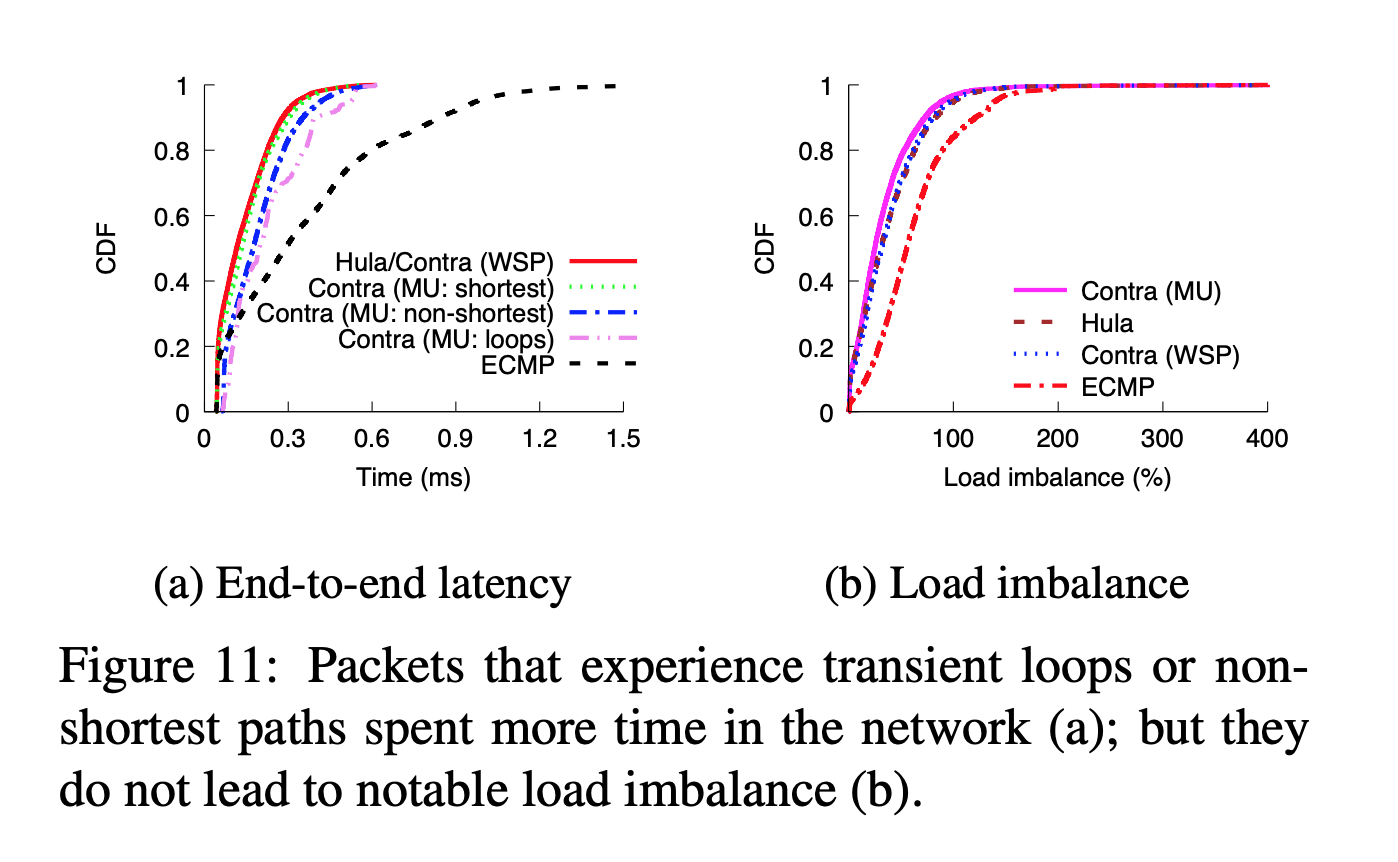 1
0.8
0.6
0.4
0.2
0
CDF
Hula/Contra (WSP)
Contra (MU: shortest)
Contra (MU: non-shortest)
Contra (MU: loops)
ECMP
0 0.3 0.6 0.9 1.2 1.5
Time (ms)
(a) End-to-end latency
1
0.8
0.6
0.4
0.2
0
CDF
Contra (MU)
Hula
Contra (WSP)
ECMP
100 200 300 400
Load imbalance (%)
(b) Load imbalance
Figure 11: Packets that experience transient loops or non-
shortest paths spent more time in the network (a); but they
do not lead to notable load imbalance (b).